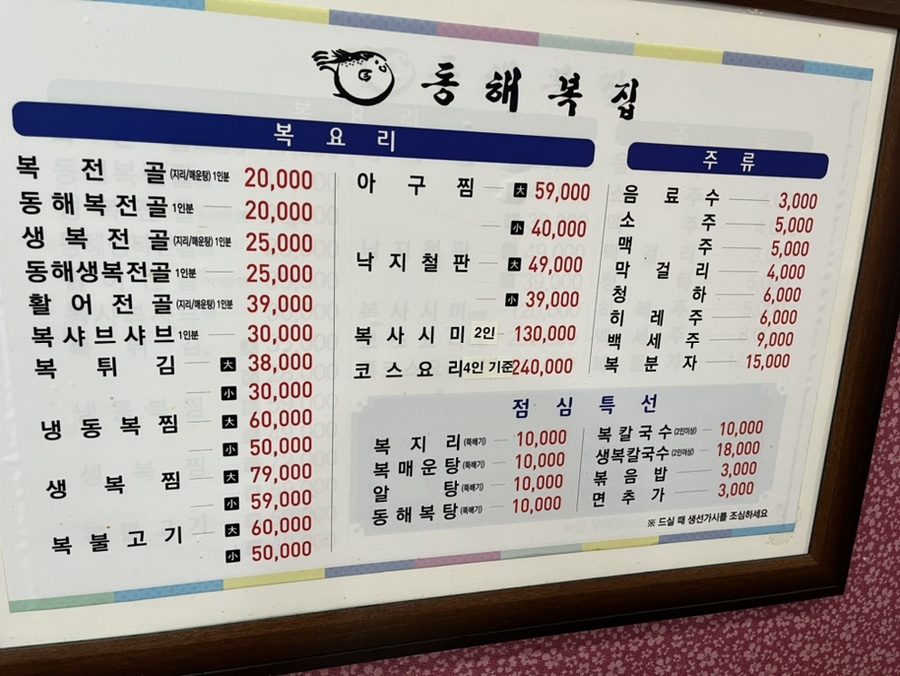 동해복집
복요리
복전골(지리/매운탕) 1인분 20,000
동해복전골 1인분 20,000
생복전골(지리/매운탕) 1인분 25,000
동해생복전골 1인분 25,000
활어전골(지리/매운탕) 1인분 39,000
복샤브샤브 1인분 30,000
복튀김 大 38,000
小 30,000
냉동복찜 大 60,000
小 50,000
생복찜 大 79,000
小 59,000
복불고기 大 60,000
小 50,000
아구찜 大 59,000
小 40,000
낙지철판 大 49,000
小 39,000
복사시미 2인 130,000
코스요리 4인 기준 240,000
주류
음료수 3,000
소주 5,000
맥주 5,000
막걸리 4,000
청하 6,000
히레주 6,000
백세주 9,000
복분자 15,000
점심특선
복지리(뚝배기) 10,000
복매운탕(뚝배기) 10,000
알탕(뚝배기) 10,000
동해복탕(뚝배기) 10,000
복칼국수(2인이상) 10,000
생복칼국수(2인이상) 18,000
볶음밥 3,000
면추가 3,000
※ 드실 때 생선가시를 조심하세요